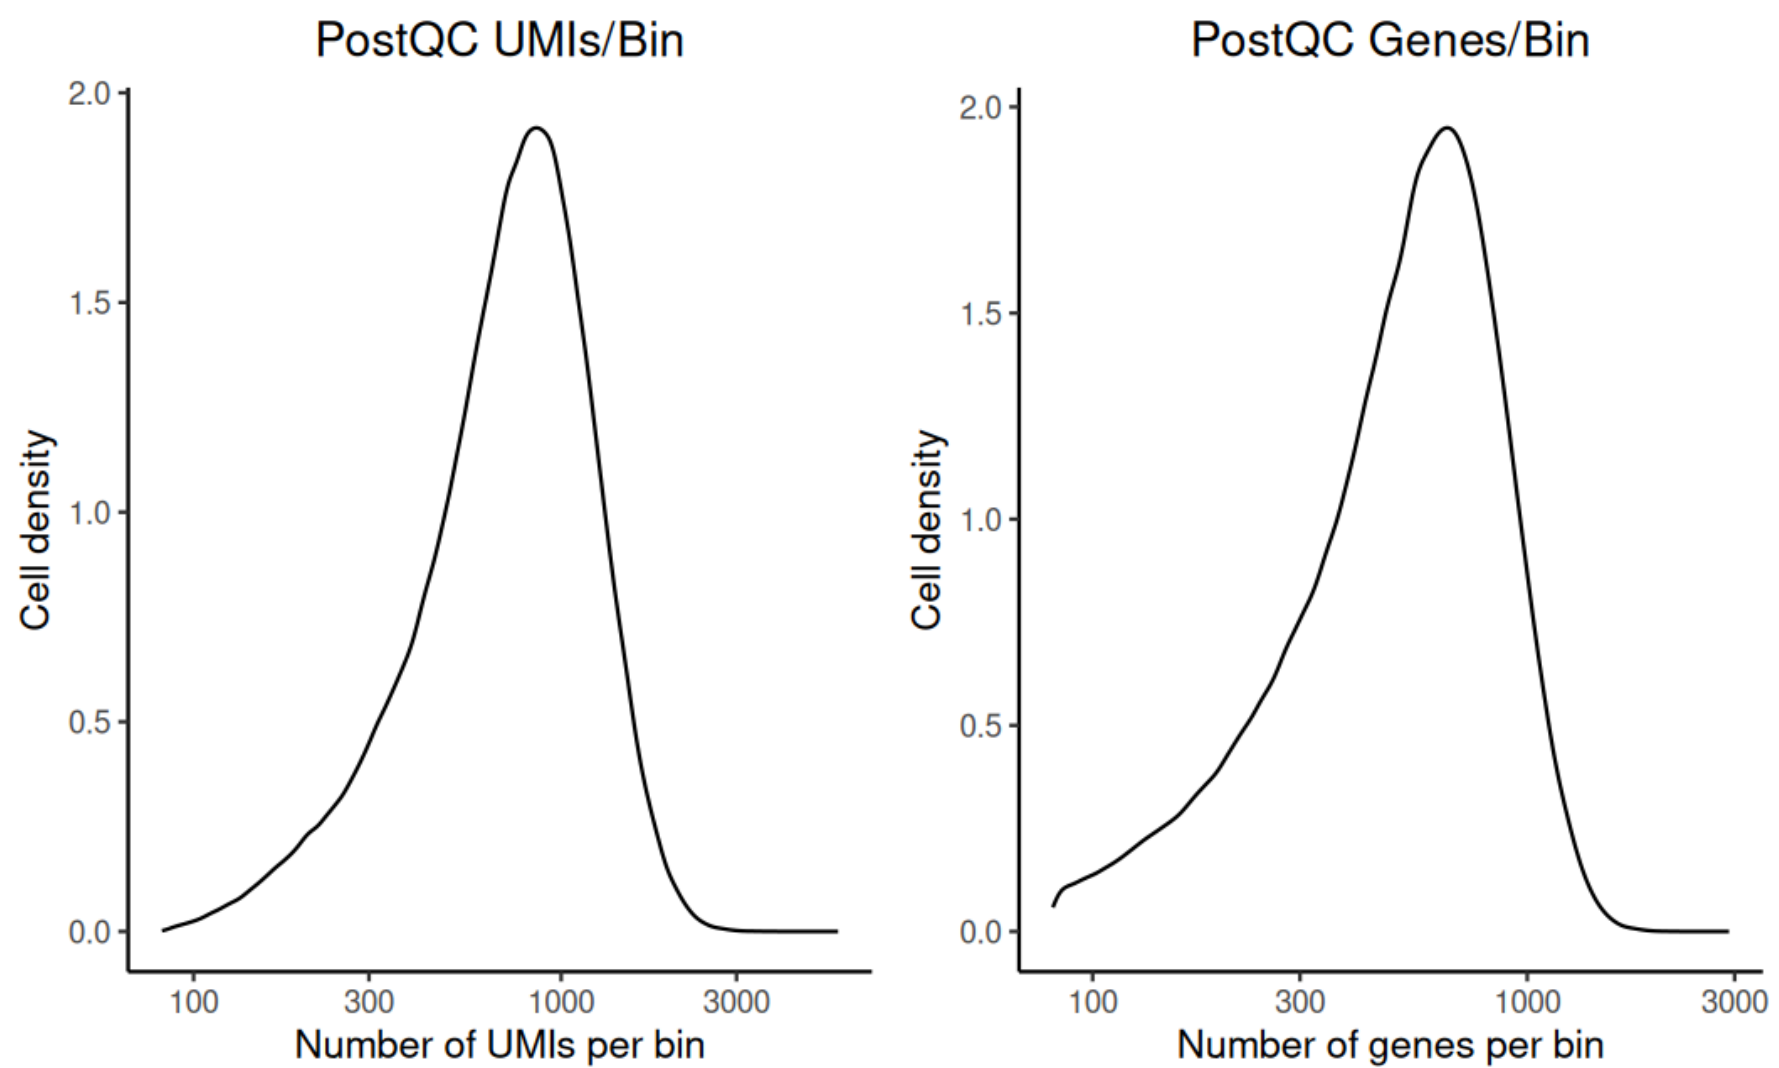 PostQC UMIs/Bin
Cell density
2.0
1.5
1.0
0.5
0.0
100 300 1000 3000
Number of UMIs per bin
PostQC Genes/Bin
Cell density
2.0
1.5
1.0
0.5
0.0
100 300 1000 3000
Number of genes per bin